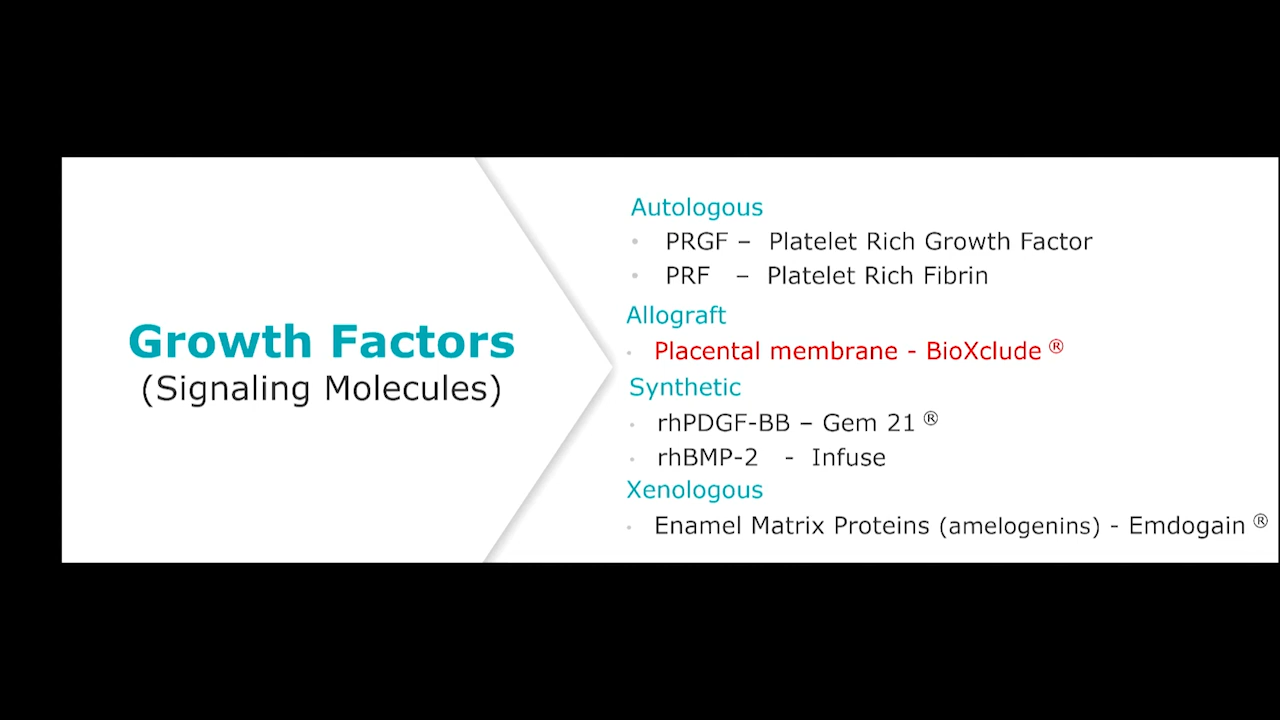 Growth Factors
(Signaling Molecules)
Autologous
• PRGF – Platelet Rich Growth Factor
• PRF – Platelet Rich Fibrin
Allograft
• Placental membrane - BioXclude ®
Synthetic
• rhPDGF-BB – Gem 21 ®
• rhBMP-2 - Infuse
Xenologous
• Enamel Matrix Proteins (amelogenins) - Emdogain ®